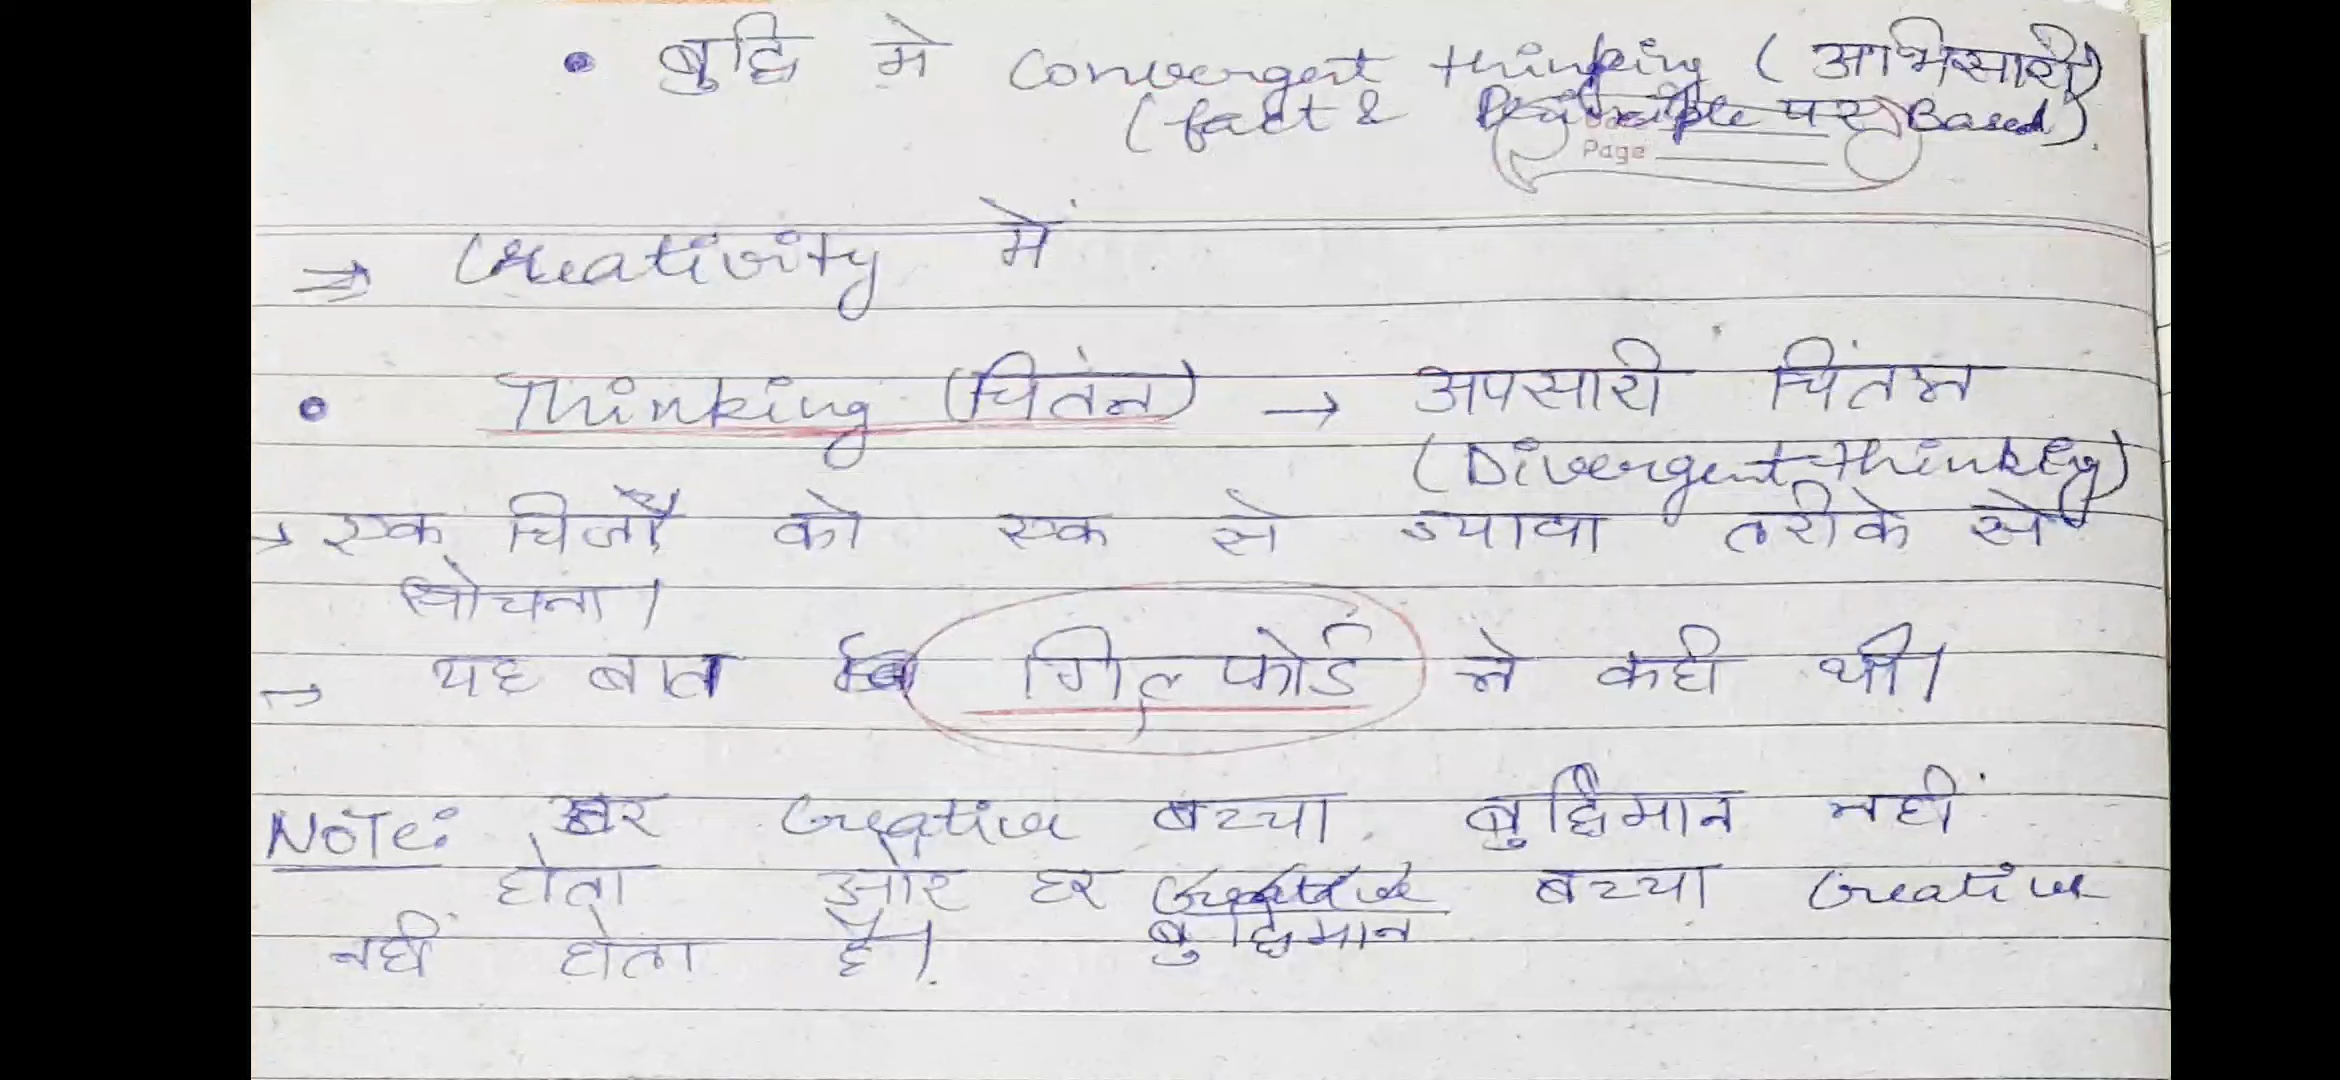 • बुद्धि मे Convergent thinking (अभिसारी)
(fact & Principle पर Based).
Page
⇒ Creativity में
• Thinking (चितंन) → अपसारी चिंतन
(Divergent thinking)
→ एक चिजों को एक से ज्यादा तरीके से
सोचना।
→ यह बात गिलफोर्ड ने कही थी।
Note: हर Creative बच्चा बुद्धिमान नहीं
होता और हर बुद्धिमान बच्चा Creative
नहीं होता है।